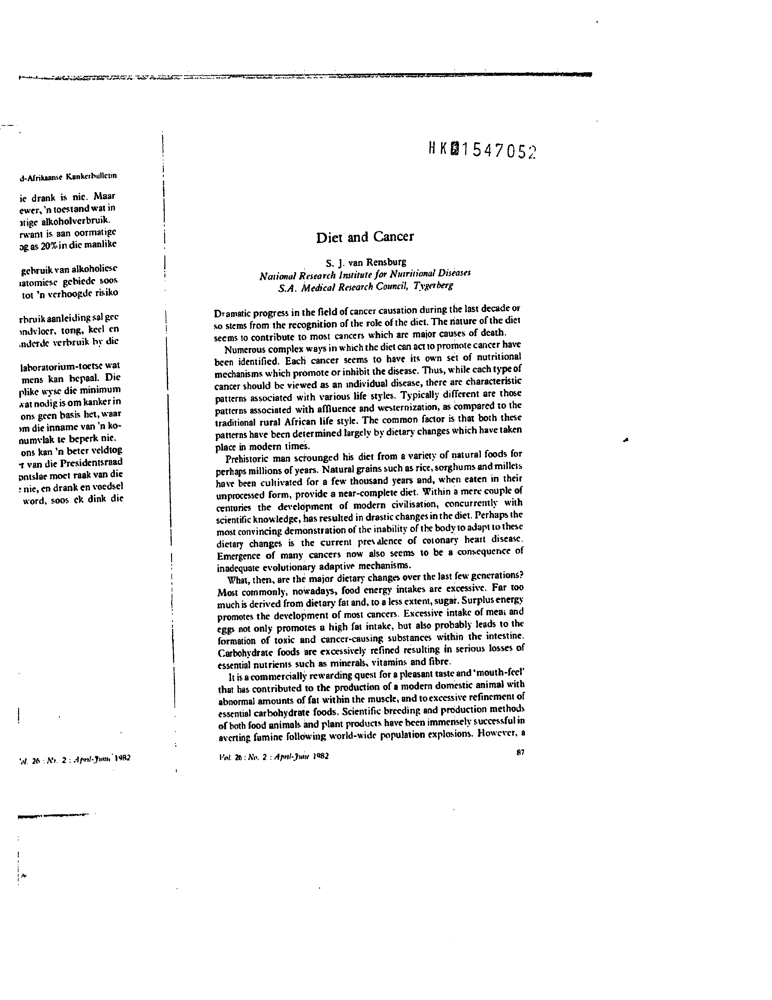 HK01547052
d-Afrikaanse Kankerbulletin
ie drank is nie. Maar
ewer, 'n toestand wat in
atige alkoholverbruik.
rwant is aan oormatige
og as 20% in die manlike
gebruik van alkoholiese
natomiese gebiede soos
tot 'n verhoogde risiko
rbruik aanleiding sal gee
ndvloer, tong, keel en
nderde verbruik by die
laboratorium-toetse wat
mens kan bepaal. Die
plike wyse die minimum
wat nodig is om kanker in
ons geen basis het, waar
om die inname van 'n ko-
numvlak te beperk nie.
ons kan 'n beter veldtog
r van die Presidentsraad
ontslae moet raak van die
nie, en drank en voedsel
word, soos ek dink die
Vol. 26 : Nr. 2 : April-Junie 1982
Diet and Cancer
S. J. van Rensburg
National Research Institute for Nutritional Diseases
S.A. Medical Research Council, Tygerberg
Dramatic progress in the field of cancer causation during the last decade or
so stems from the recognition of the role of the diet. The nature of the diet
seems to contribute to most cancers which are major causes of death.
Numerous complex ways in which the diet can act to promote cancer have
been identified. Each cancer seems to have its own set of nutritional
mechanisms which promote or inhibit the disease. Thus, while each type of
cancer should be viewed as an individual disease, there are characteristic
patterns associated with various life styles. Typically different are those
patterns associated with affluence and westernization, as compared to the
traditional rural African life style. The common factor is that both these
patterns have been determined largely by dietary changes which have taken
place in modern times.
Prehistoric man scrounged his diet from a variety of natural foods for
perhaps millions of years. Natural grains such as rice, sorghums and millets
have been cultivated for a few thousand years and, when eaten in their
unprocessed form, provide a near-complete diet. Within a mere couple of
centuries the development of modern civilisation, concurrently with
scientific knowledge, has resulted in drastic changes in the diet. Perhaps the
most convincing demonstration of the inability of the body to adapt to these
dietary changes is the current prevalence of coronary heart disease.
Emergence of many cancers now also seems to be a consequence of
inadequate evolutionary adaptive mechanisms.
What, then, are the major dietary changes over the last few generations?
Most commonly, nowadays, food energy intakes are excessive. Far too
much is derived from dietary fat and, to a less extent, sugar. Surplus energy
promotes the development of most cancers. Excessive intake of meat and
eggs not only promotes a high fat intake, but also probably leads to the
formation of toxic and cancer-causing substances within the intestine.
Carbohydrate foods are excessively refined resulting in serious losses of
essential nutrients such as minerals, vitamins and fibre.
It is a commercially rewarding quest for a pleasant taste and 'mouth-feel'
that has contributed to the production of a modern domestic animal with
abnormal amounts of fat within the muscle, and to excessive refinement of
essential carbohydrate foods. Scientific breeding and production methods
of both food animals and plant products have been immensely successful in
averting famine following world-wide population explosions. However, a
Vol. 26 : No. 2 : April-June 1982
87